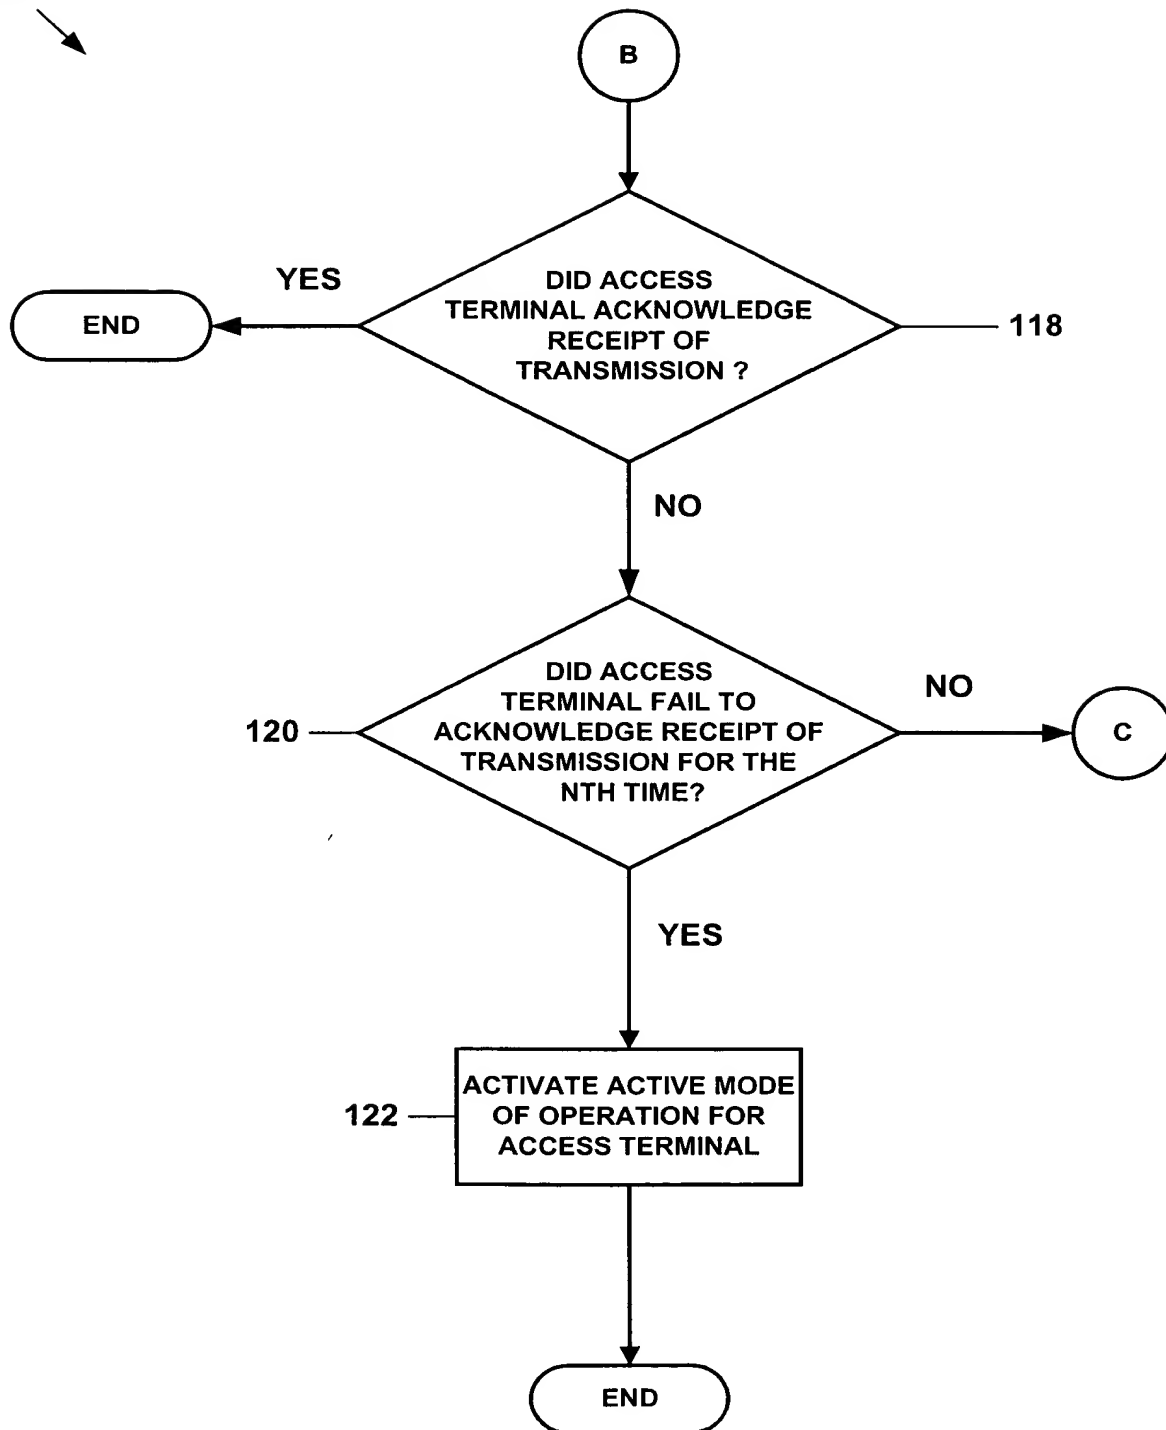 B
YES
DID ACCESS
TERMINAL ACKNOWLEDGE
RECEIPT OF
TRANSMISSION ?
END
118
NO
DID ACCESS
TERMINAL FAIL TO
ACKNOWLEDGE RECEIPT OF
TRANSMISSION FOR THE
NTH TIME?
120
NO
C
YES
ACTIVATE ACTIVE MODE
OF OPERATION FOR
ACCESS TERMINAL
122
END